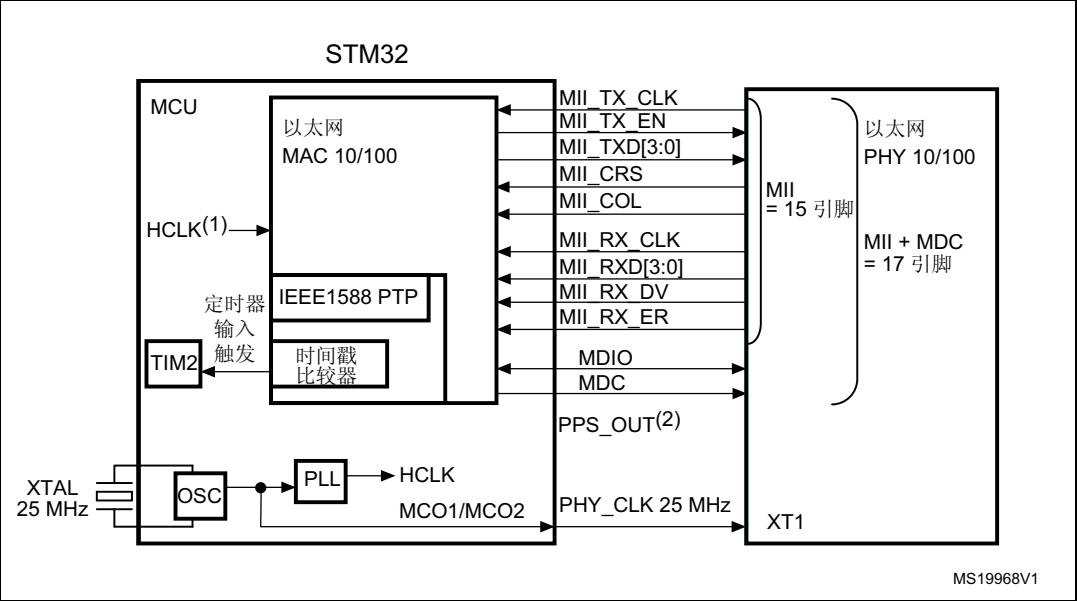 STM32
MCU
以太网
MAC 10/100
HCLK(1)
IEEE1588 PTP
定时器
输入
触发
时间戳
比较器
TIM2
XTAL
25 MHz
OSC
PLL
HCLK
MCO1/MCO2
MII_TX_CLK
MII_TX_EN
MII_TXD[3:0]
MII_CRS
MII_COL
MII_RX_CLK
MII_RXD[3:0]
MII_RX_DV
MII_RX_ER
MDIO
MDC
PPS_OUT(2)
PHY_CLK 25 MHz
MII
= 15 引脚
以太网
PHY 10/100
MII + MDC
= 17 引脚
XT1
MS19968V1